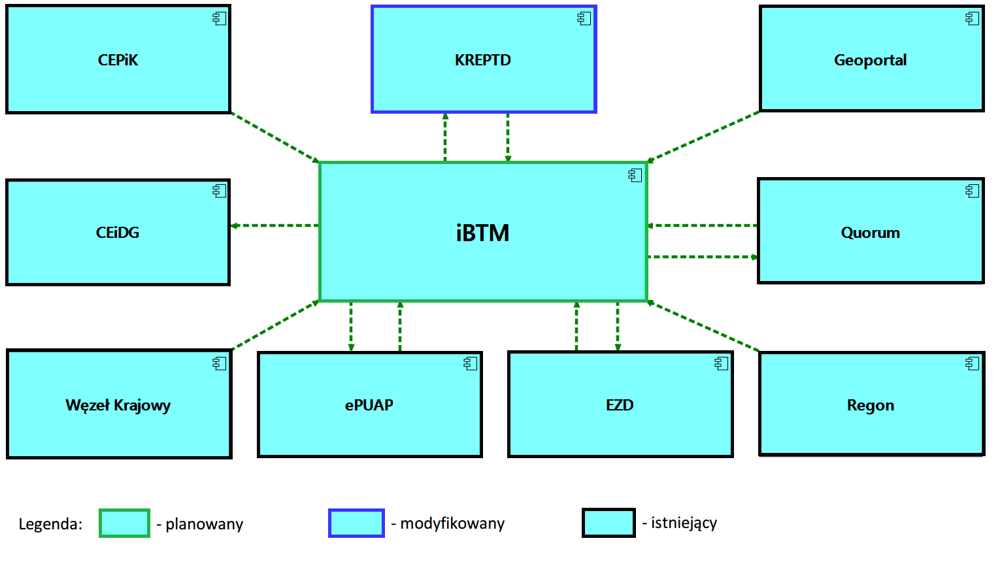 CEPiK
KREPTD
Geoportal
CEiDG
iBTM
Quorum
Węzeł Krajowy
ePUAP
EZD
Regon
Legenda:
- planowany
- modyfikowany
- istniejący